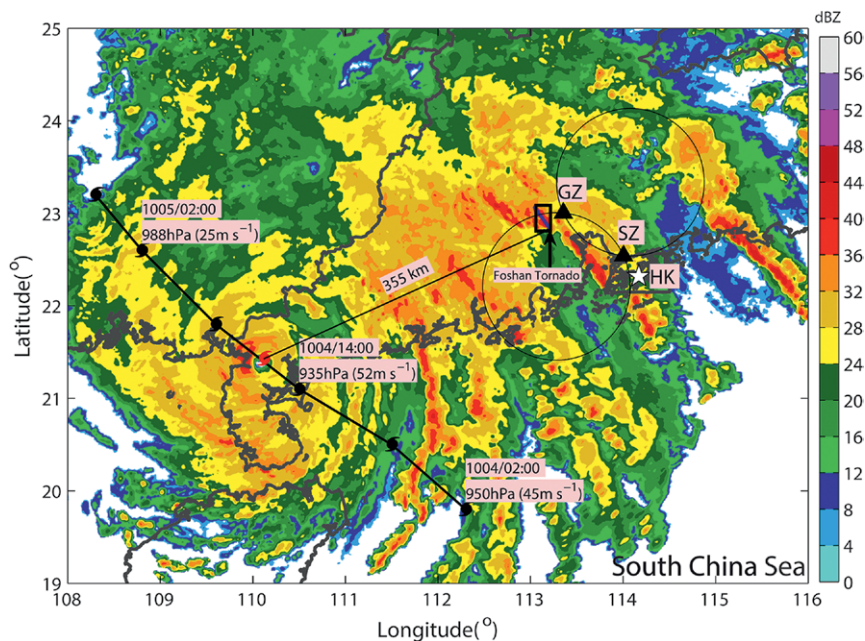 dBZ
60
56
52
48
44
40
36
32
28
24
20
16
12
8
4
0
25
24
23
22
21
20
19
Latitude(°)
108
109
110
111
112
113
114
115
116
Longitude(°)
GZ
SZ
HK
Foshan Tornado
355 km
1005/02:00
988hPa (25m s⁻¹)
1004/14:00
935hPa (52m s⁻¹)
1004/02:00
950hPa (45m s⁻¹)
South China Sea